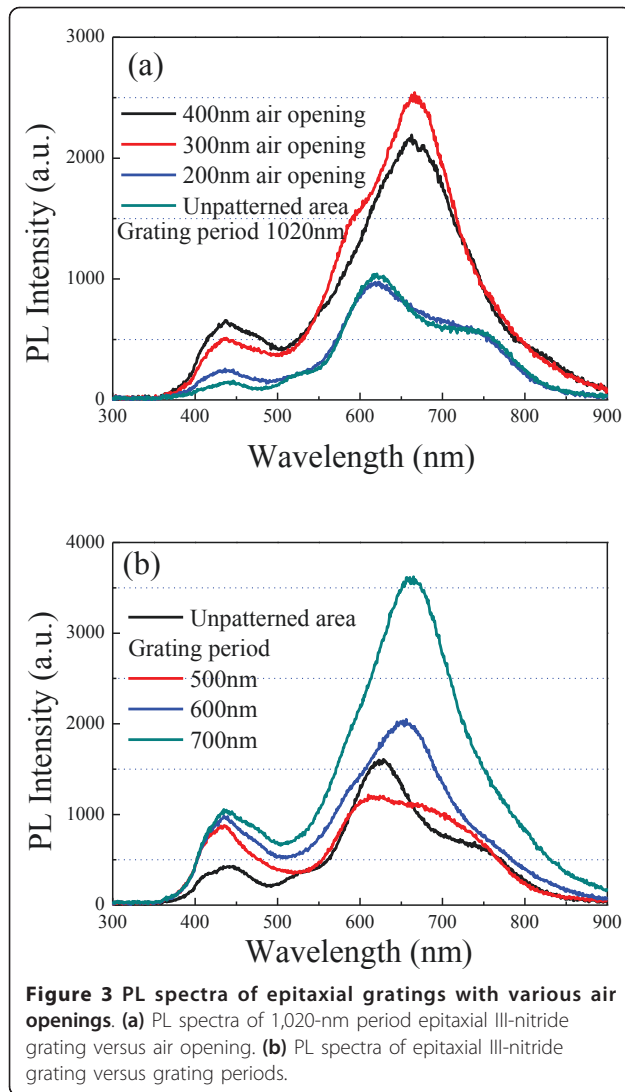 3000
(a)
400nm air opening
300nm air opening
200nm air opening
Unpatterned area
Grating period 1020nm
2000
1000
0
PL Intensity (a.u.)
300 400 500 600 700 800 900
Wavelength (nm)
4000
(b)
Unpatterned area
Grating period
500nm
600nm
700nm
3000
2000
1000
0
PL Intensity (a.u.)
300 400 500 600 700 800 900
Wavelength (nm)
Figure 3 PL spectra of epitaxial gratings with various air
openings. (a) PL spectra of 1,020-nm period epitaxial III-nitride
grating versus air opening. (b) PL spectra of epitaxial III-nitride
grating versus grating periods.